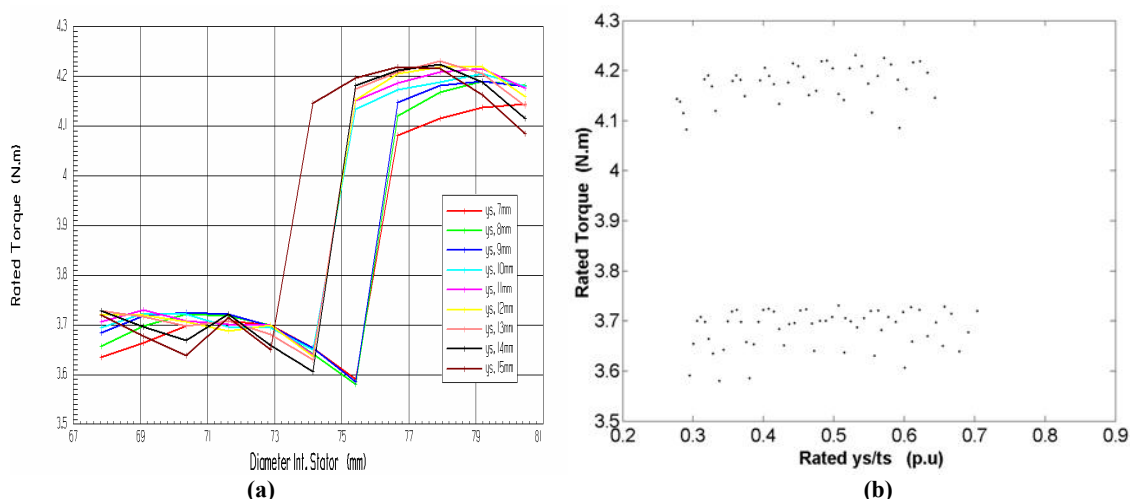 4.3
4.2
4.1
4
3.9
3.8
3.7
3.6
3.5
Rated Torque (N.m)
67 69 71 73 75 77 79 81
Diameter Int. Stator (mm)
ys, 7mm
ys, 8mm
ys, 9mm
ys, 10mm
ys, 11mm
ys, 12mm
ys, 13mm
ys, 14mm
ys, 15mm
(a)
4.3
4.2
4.1
4
3.9
3.8
3.7
3.6
3.5
Rated Torque (N.m)
0.2 0.3 0.4 0.5 0.6 0.7 0.8 0.9
Rated ys/ts (p.u)
(b)